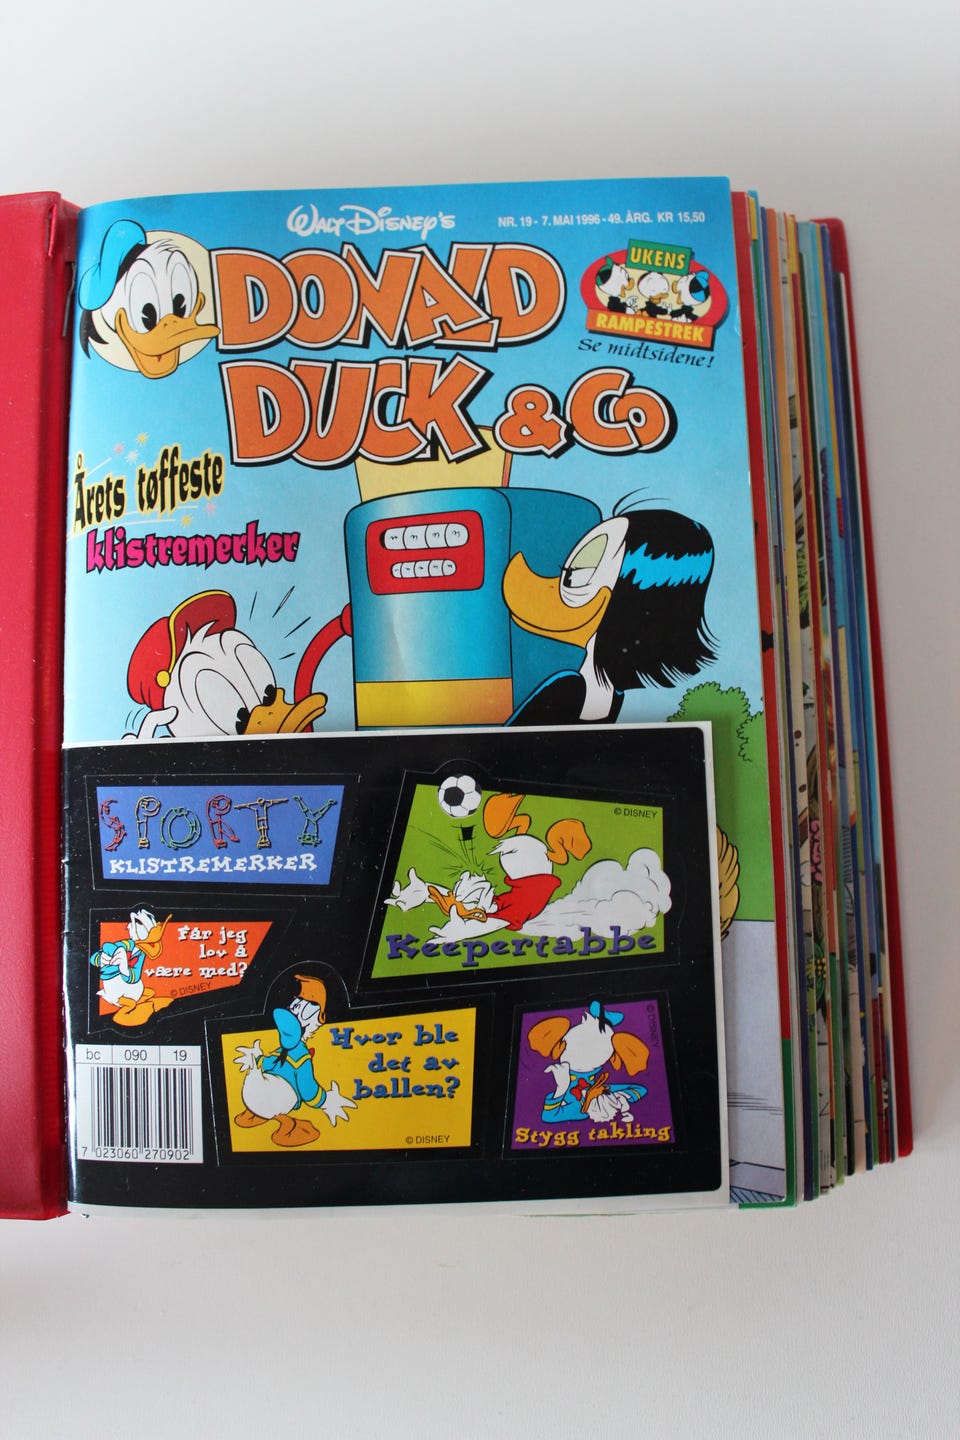 WALT DISNEY'S
NR. 19 - 7. MAI 1996 - 49. ÅRG. KR 15,50
DONALD
DUCK & Co
UKENS
RAMPESTREK
Se midtsidene!
Årets tøffeste
klistremerker
SPORTY
KLISTREMERKER
© DISNEY
Keepertabbe
Får jeg
lov å
være med?
© DISNEY
Hvor ble
det av
ballen?
© DISNEY
© DISNEY
Stygg takling
bc 090 19
7 023060 270902